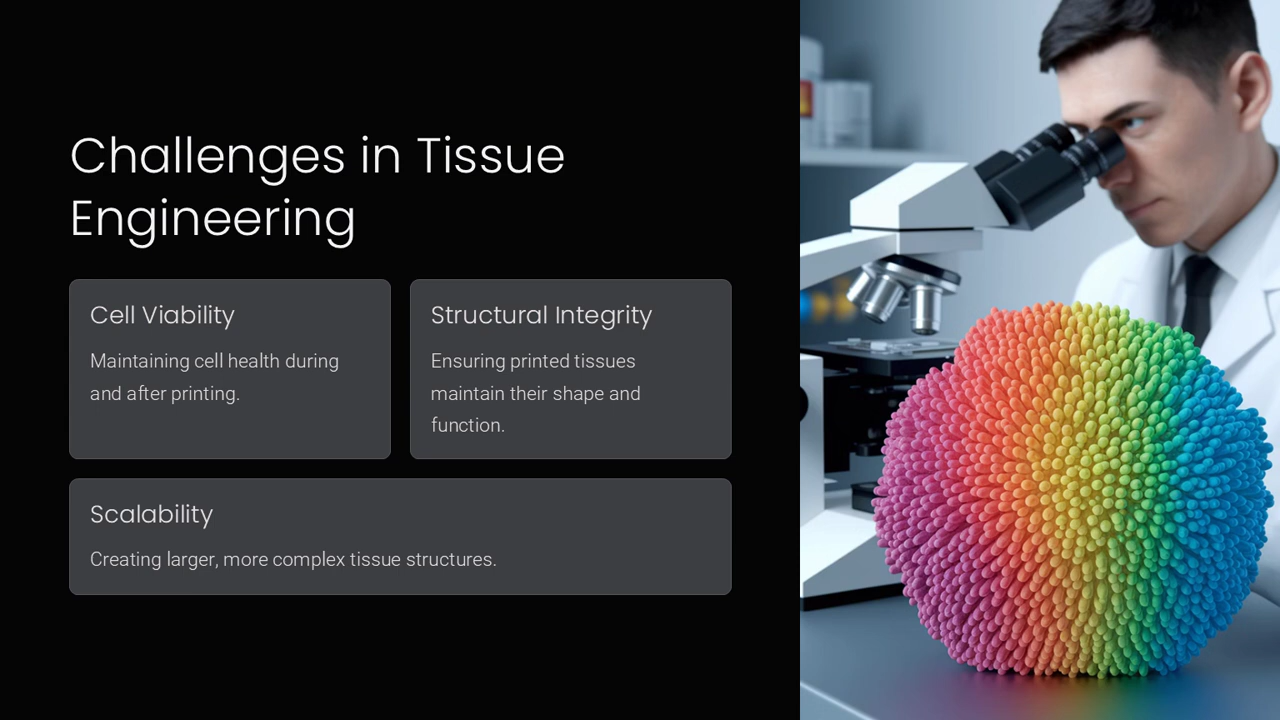 Challenges in Tissue
Engineering
Cell Viability
Maintaining cell health during
and after printing.
Structural Integrity
Ensuring printed tissues
maintain their shape and
function.
Scalability
Creating larger, more complex tissue structures.